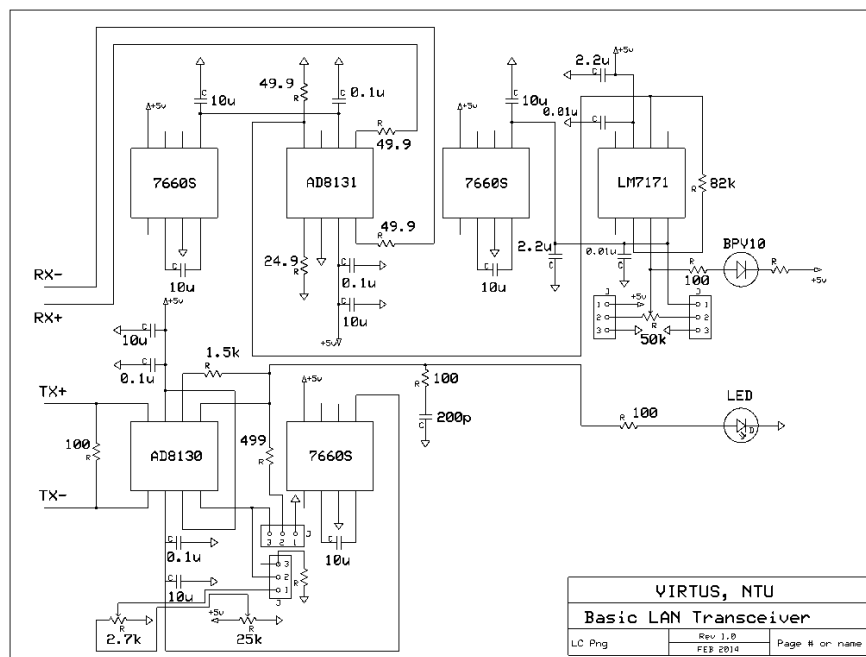 2.2u
+5v
C
C
10u
49.9
R
C
0.1u
C
10u
C
0.01u
+5v
R
49.9
+5v
7660S
AD8131
7660S
LM7171
R
82k
49.9
R
BPV10
24.9
R
C
0.1u
2.2u
C
0.01u
C
R
100
R
+5v
RX-
C
10u
C
10u
C
10u
J
+5v
J
1
2
3
R
50k
1
2
3
RX+
+5v
+5v
10u
C
1.5k
R
0.1u
C
R
100
TX+
+5v
C
200p
LED
R
100
D
100
R
AD8130
499
R
7660S
TX-
3
2
1
J
C
0.1u
C
10u
C
10u
3
2
1
J
R
+5v
R
2.7k
R
25k
VIRTUS, NTU
Basic LAN Transceiver
LC Png
Rev 1.0
FEB 2014
Page # or name